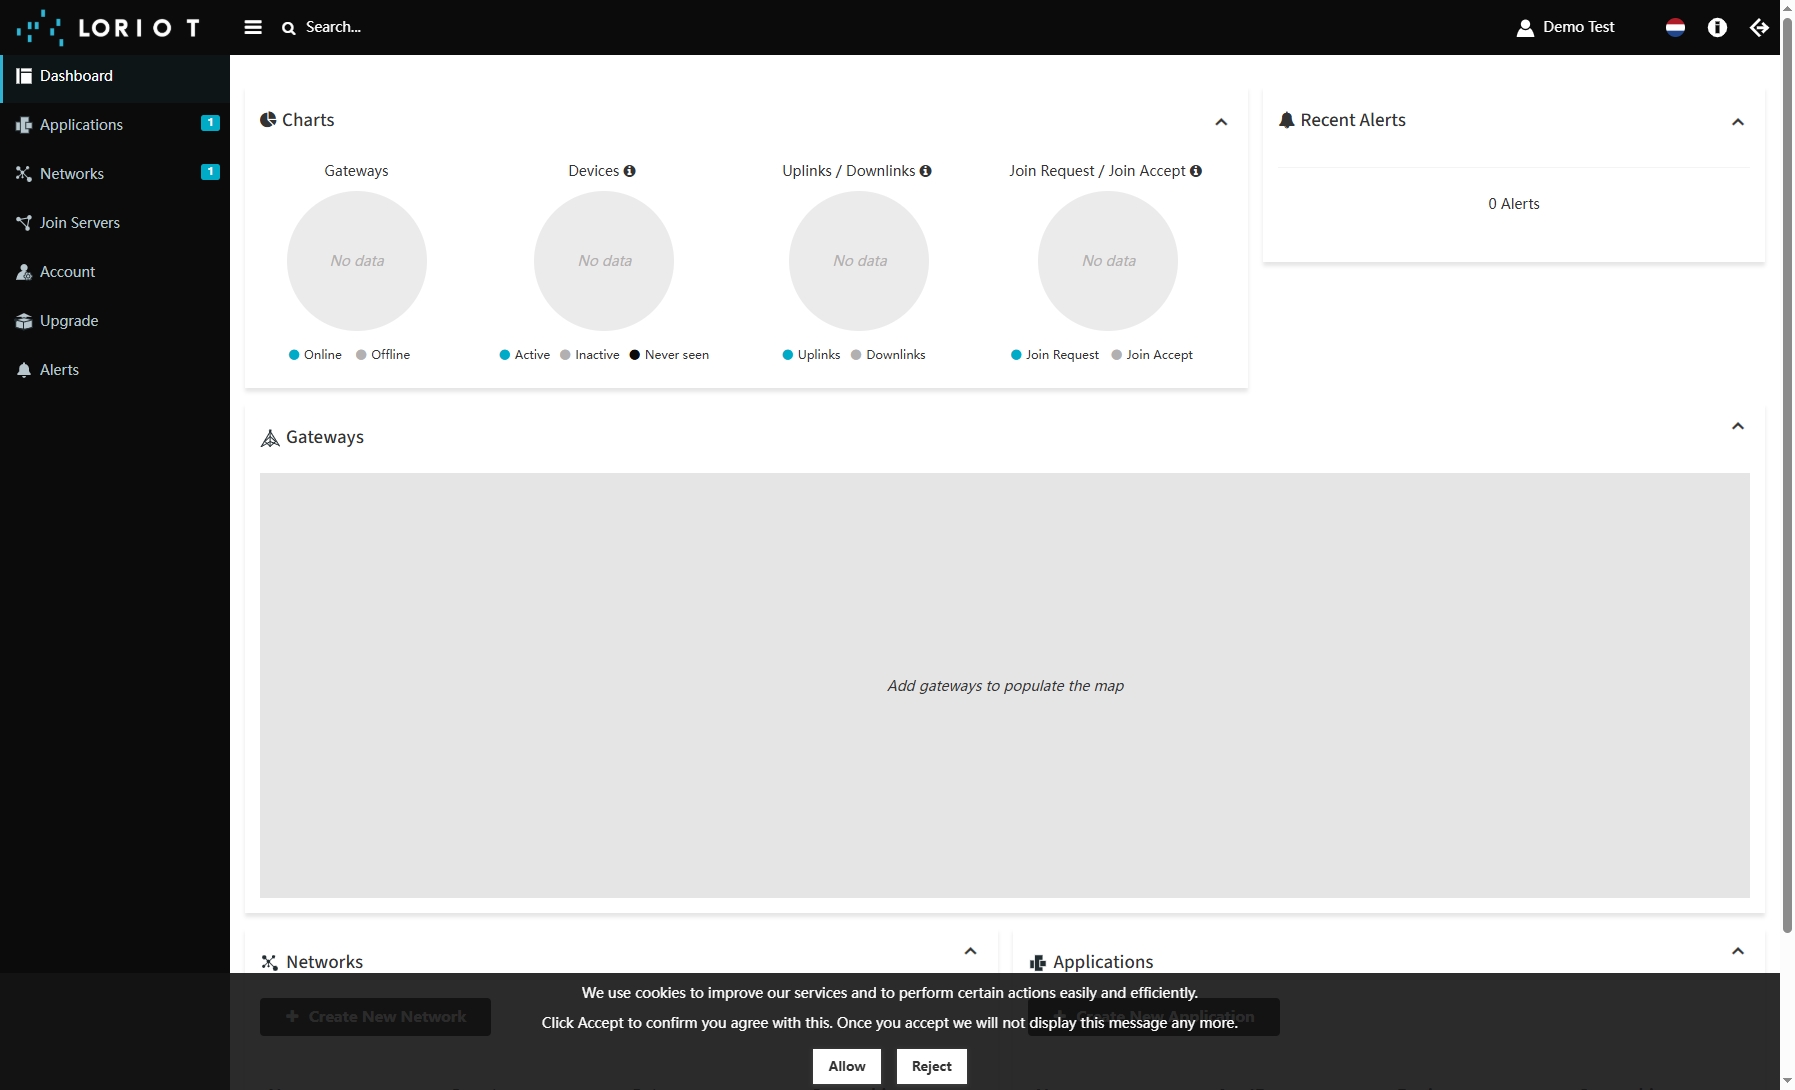 LORIOT
Search...
Demo Test
Dashboard
Applications 1
Networks 1
Join Servers
Account
Upgrade
Alerts
Charts
Gateways
No data
Online Offline
Devices
No data
Active Inactive Never seen
Uplinks / Downlinks
No data
Uplinks Downlinks
Join Request / Join Accept
No data
Join Request Join Accept
Recent Alerts
0 Alerts
Gateways
Add gateways to populate the map
Networks
Create New Network
Applications
Create New Application
We use cookies to improve our services and to perform certain actions easily and efficiently.
Click Accept to confirm you agree with this. Once you accept we will not display this message any more.
Allow Reject